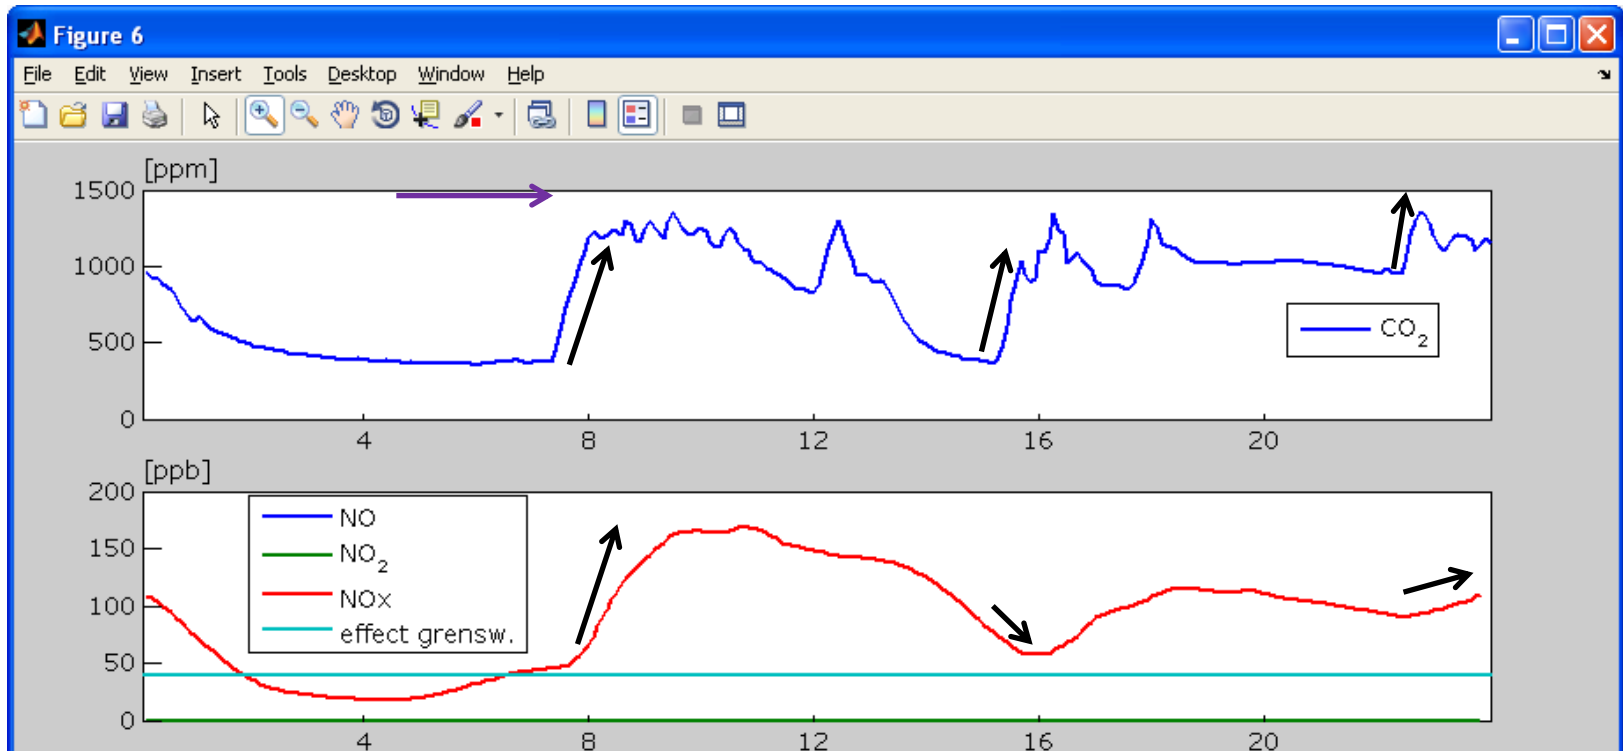 Figure 6
File Edit View Insert Tools Desktop Window Help
[ppm]
1500
1000
500
0
CO2
4 8 12 16 20
[ppb]
200
150
100
50
0
NO
NO2
NOx
effect grensw.
4 8 12 16 20